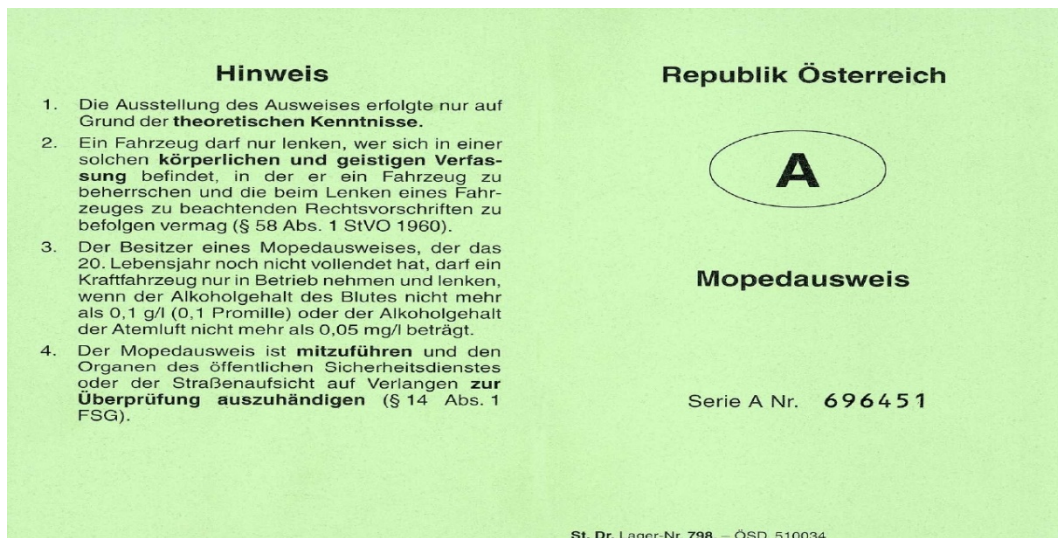 Hinweis
1. Die Ausstellung des Ausweises erfolgte nur auf
Grund der theoretischen Kenntnisse.
2. Ein Fahrzeug darf nur lenken, wer sich in einer
solchen körperlichen und geistigen Verfas-
sung befindet, in der er ein Fahrzeug zu
beherrschen und die beim Lenken eines Fahr-
zeuges zu beachtenden Rechtsvorschriften zu
befolgen vermag (§ 58 Abs. 1 StVO 1960).
3. Der Besitzer eines Mopedausweises, der das
20. Lebensjahr noch nicht vollendet hat, darf ein
Kraftfahrzeug nur in Betrieb nehmen und lenken,
wenn der Alkoholgehalt des Blutes nicht mehr
als 0,1 g/l (0,1 Promille) oder der Alkoholgehalt
der Atemluft nicht mehr als 0,05 mg/l beträgt.
4. Der Mopedausweis ist mitzuführen und den
Organen des öffentlichen Sicherheitsdienstes
oder der Straßenaufsicht auf Verlangen zur
Überprüfung auszuhändigen (§ 14 Abs. 1
FSG).
Republik Österreich
A
Mopedausweis
Serie A Nr. 696451
St. Dr. Lager-Nr. 798. – ÖSD 510034